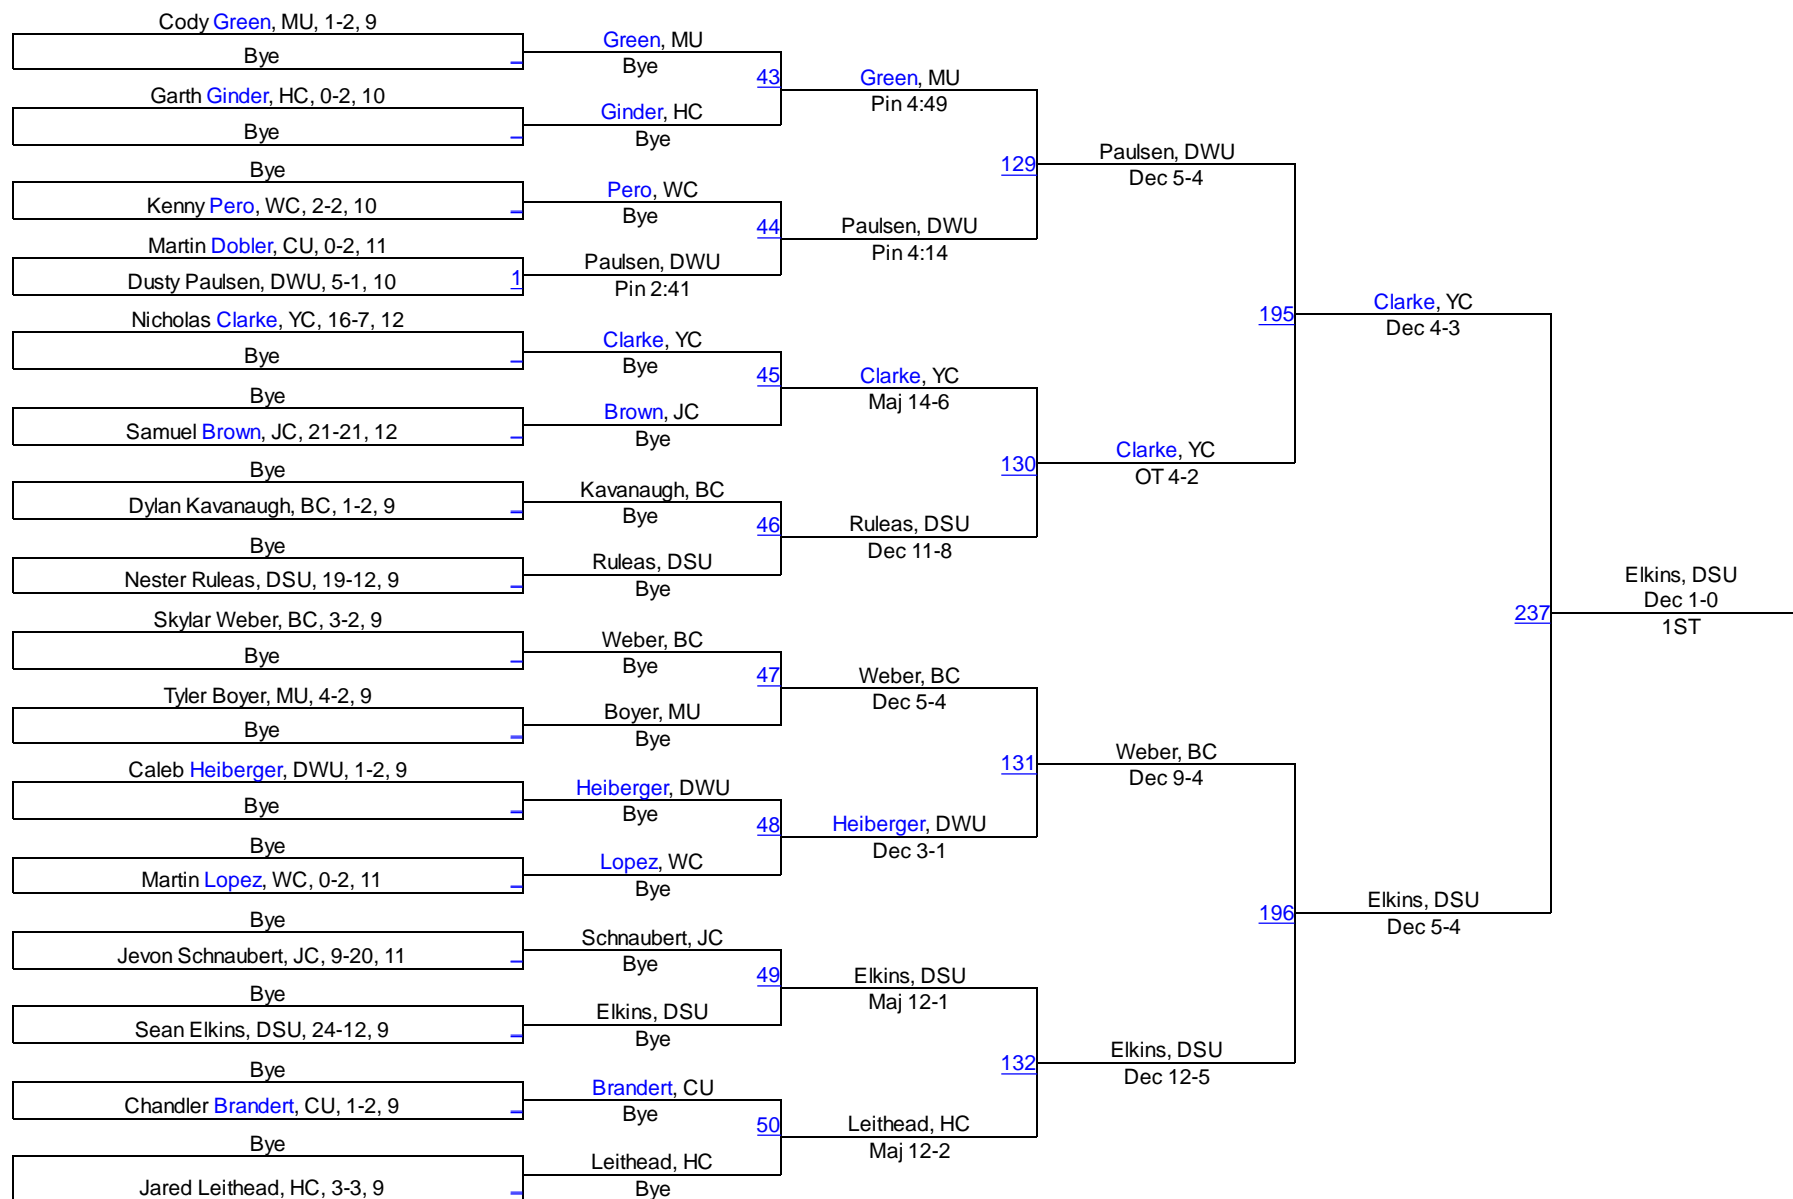 Cody Green, MU, 1-2, 9
Bye
Garth Ginder, HC, 0-2, 10
Bye
Bye
Kenny Pero, WC, 2-2, 10
Martin Dobler, CU, 0-2, 11
Dusty Paulsen, DWU, 5-1, 10
1
Nicholas Clarke, YC, 16-7, 12
Bye
Bye
Samuel Brown, JC, 21-21, 12
Bye
Dylan Kavanaugh, BC, 1-2, 9
Bye
Nester Ruleas, DSU, 19-12, 9
Skylar Weber, BC, 3-2, 9
Bye
Tyler Boyer, MU, 4-2, 9
Bye
Caleb Heiberger, DWU, 1-2, 9
Bye
Bye
Martin Lopez, WC, 0-2, 11
Bye
Jevon Schnaubert, JC, 9-20, 11
Bye
Sean Elkins, DSU, 24-12, 9
Bye
Chandler Brandert, CU, 1-2, 9
Bye
Jared Leithead, HC, 3-3, 9
Green, MU
Bye
43
Ginder, HC
Bye
Pero, WC
Bye
44
Paulsen, DWU
Pin 2:41
Clarke, YC
Bye
45
Brown, JC
Bye
Kavanaugh, BC
Bye
46
Ruleas, DSU
Bye
Weber, BC
Bye
47
Boyer, MU
Bye
Heiberger, DWU
Bye
48
Lopez, WC
Bye
Schnaubert, JC
Bye
49
Elkins, DSU
Bye
Brandert, CU
Bye
50
Leithead, HC
Bye
Green, MU
Pin 4:49
129
Paulsen, DWU
Pin 4:14
Clarke, YC
Maj 14-6
130
Ruleas, DSU
Dec 11-8
Weber, BC
Dec 5-4
131
Heiberger, DWU
Dec 3-1
Elkins, DSU
Maj 12-1
132
Leithead, HC
Maj 12-2
Paulsen, DWU
Dec 5-4
195
Clarke, YC
OT 4-2
Weber, BC
Dec 9-4
196
Elkins, DSU
Dec 12-5
Clarke, YC
Dec 4-3
237
Elkins, DSU
Dec 5-4
Elkins, DSU
Dec 1-0
1ST